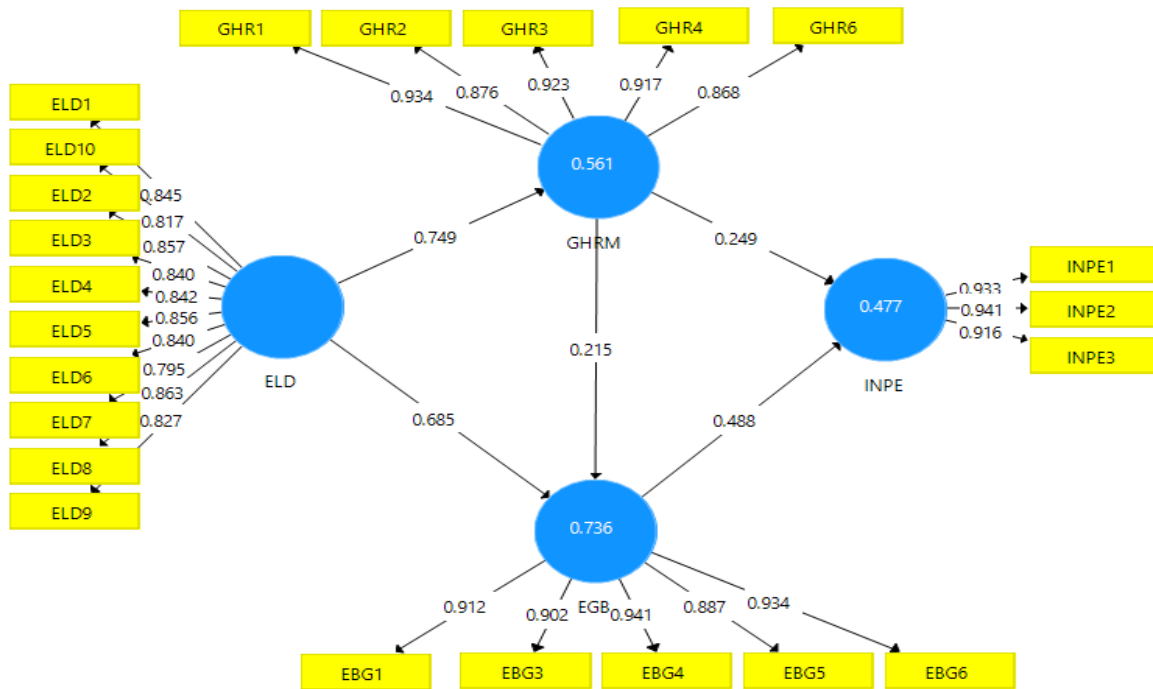 GHR1
GHR2
GHR3
GHR4
GHR6
0.934
0.876
0.923
0.917
0.868
ELD1
ELD10
ELD2
ELD3
ELD4
ELD5
ELD6
ELD7
ELD8
ELD9
0.845
0.817
0.857
0.840
0.842
0.856
0.840
0.795
0.863
0.827
ELD
0.749
0.685
0.561
GHRM
0.215
0.249
0.488
0.477
INPE
0.933
0.941
0.916
INPE1
INPE2
INPE3
0.736
EGB
0.912
0.902
0.941
0.887
0.934
EBG1
EBG3
EBG4
EBG5
EBG6